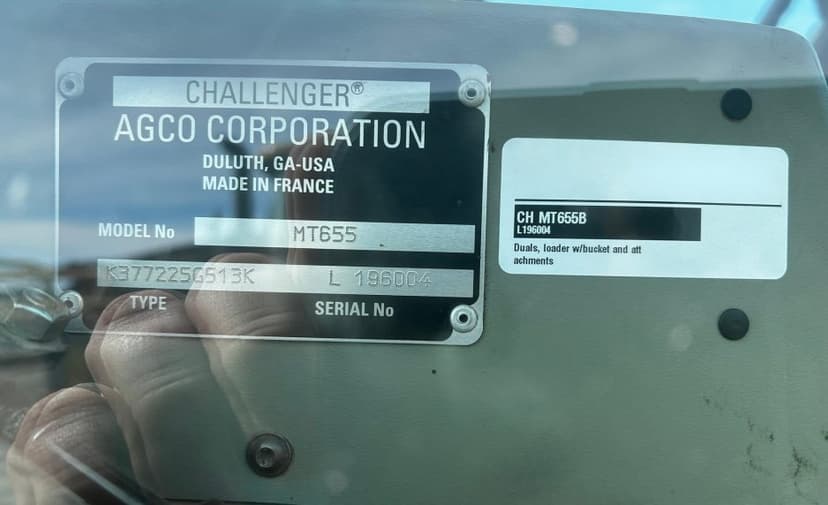 CHALLENGER®
AGCO CORPORATION
DULUTH, GA-USA
MADE IN FRANCE
MODEL No MT655
K377225G513K L 196004
TYPE SERIAL No
CH MT655B
L196004
Duals, loader w/bucket and att
achments